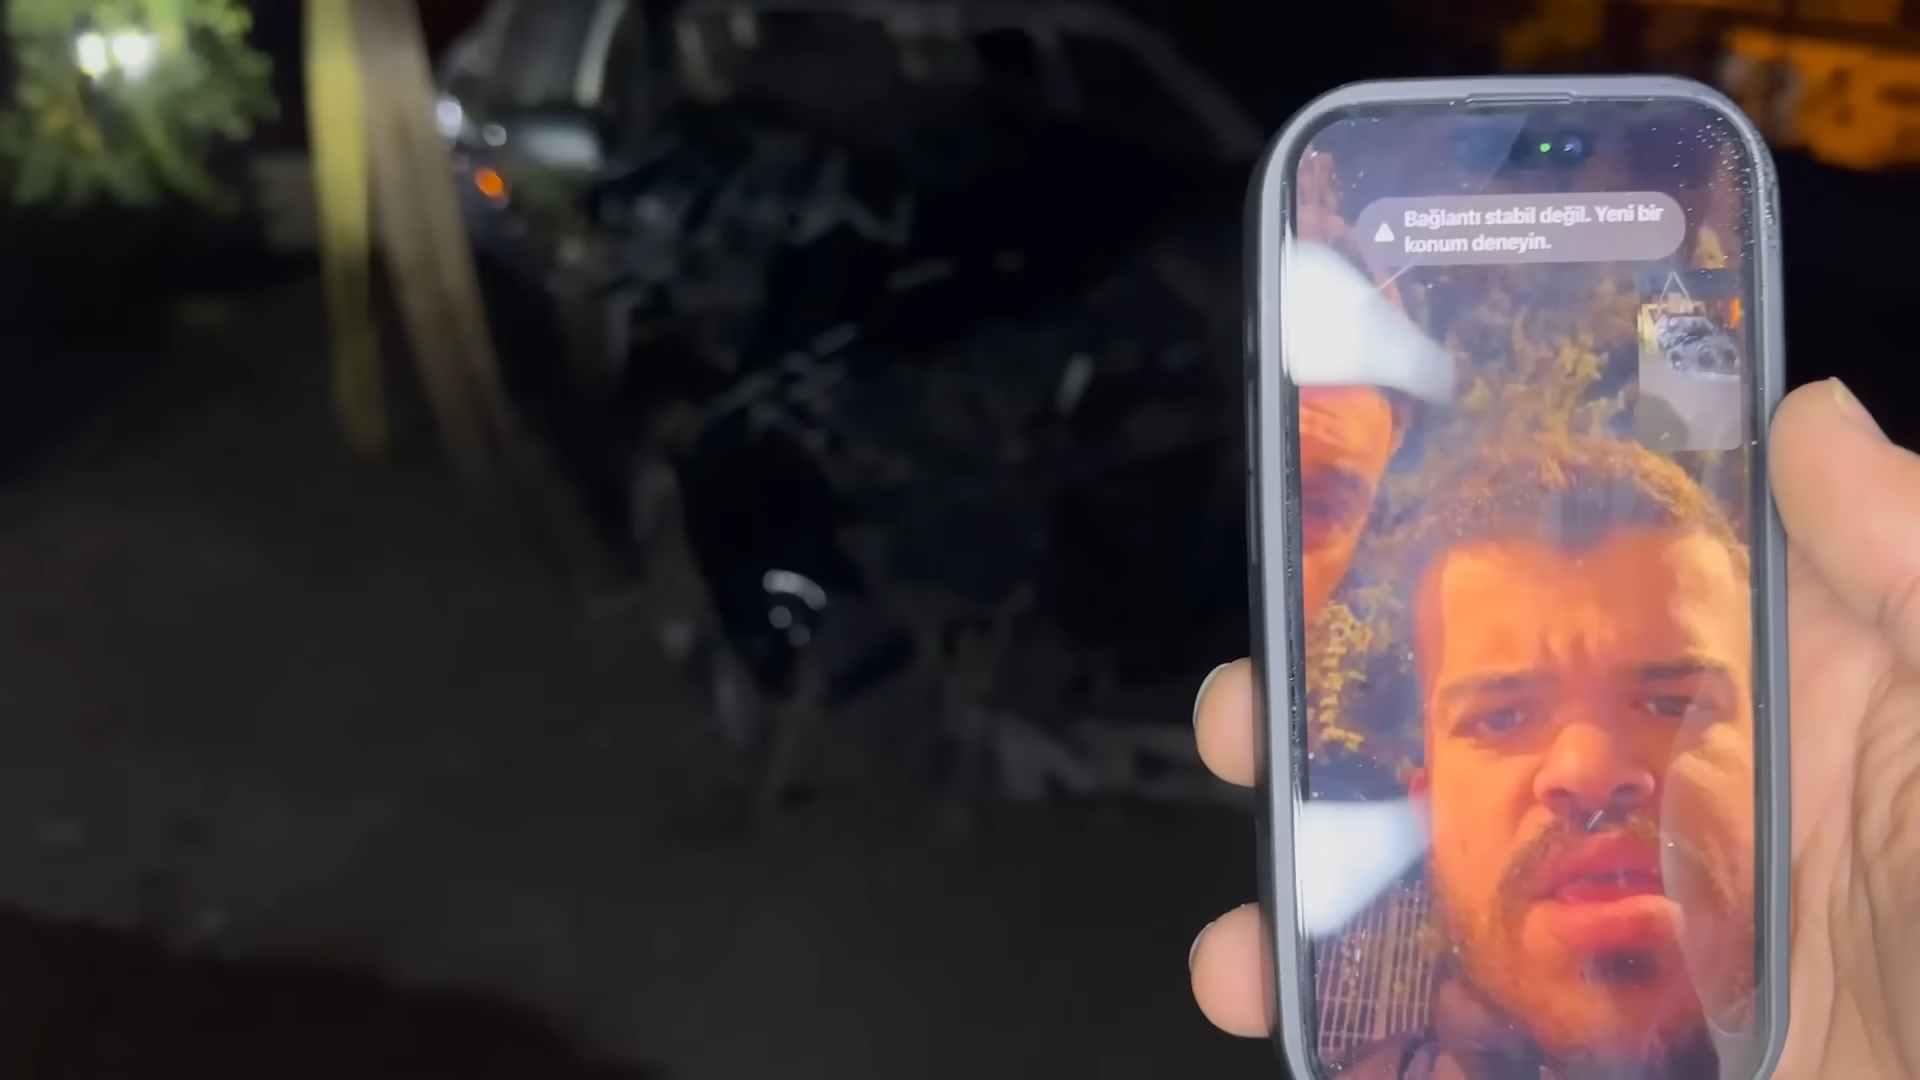 Bağlantı stabil değil. Yeni bir
konum deneyin.